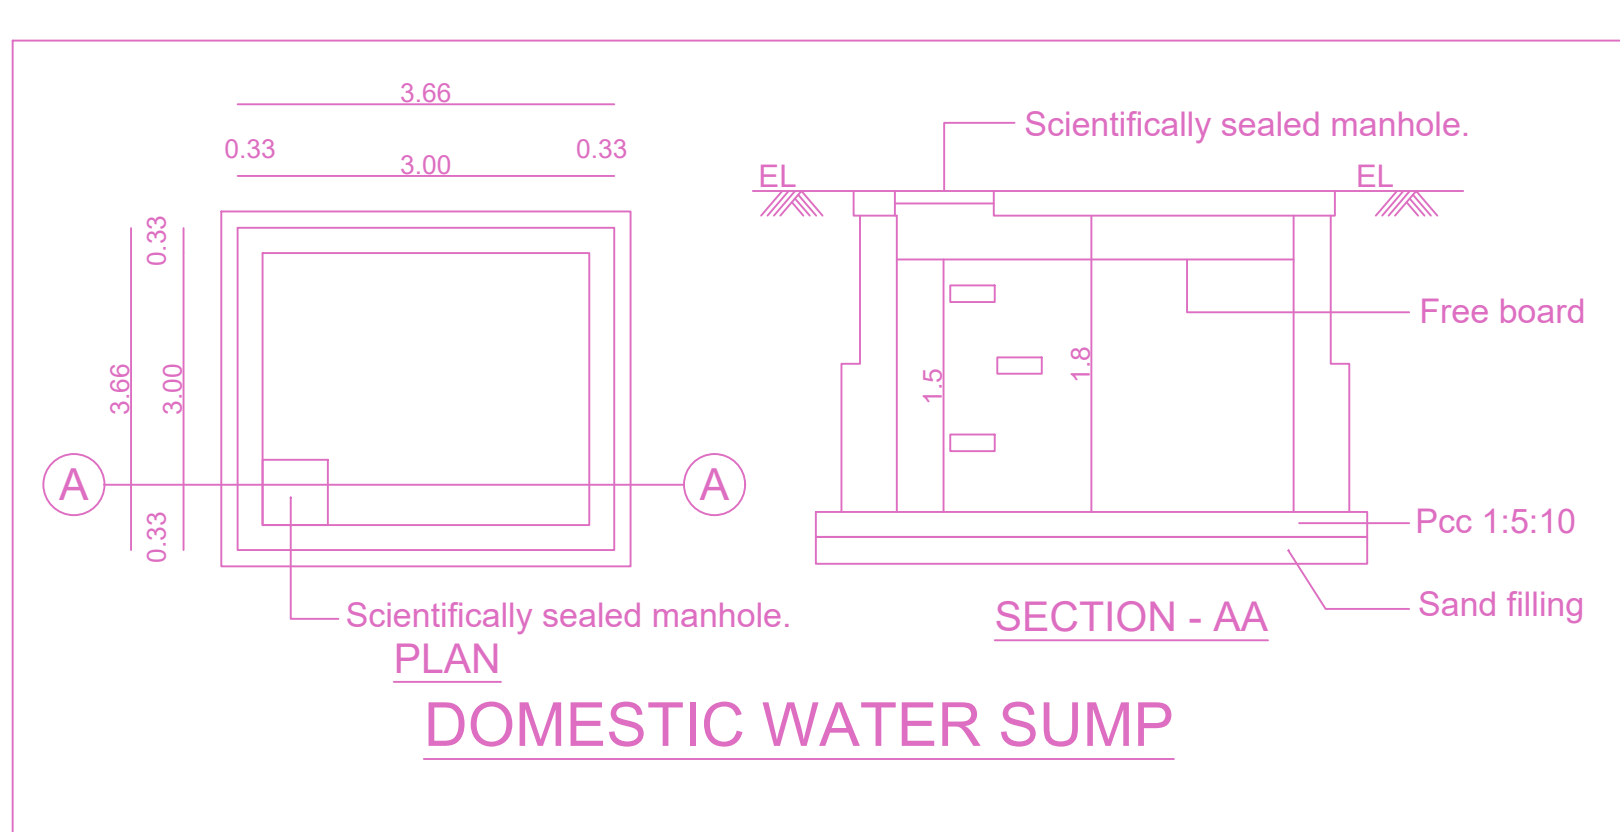 3.66
0.33
0.33
3.00
0.33
3.66
3.00
0.33
A
A
Scientifically sealed manhole.
PLAN
Scientifically sealed manhole.
EL
EL
Free board
1.5
1.8
Pcc 1:5:10
Sand filling
SECTION - AA
DOMESTIC WATER SUMP